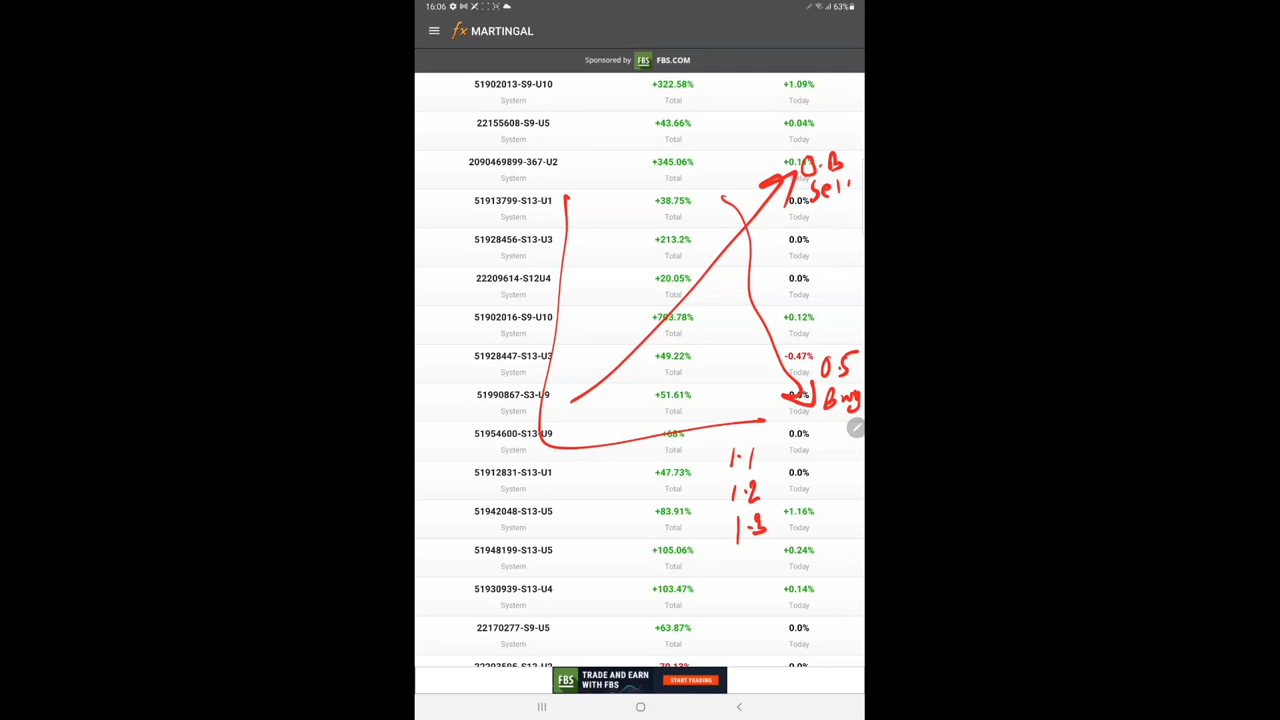 16:06 63%
fx MARTINGAL
Sponsored by FBS FBS.COM
51902013-S9-U10 +322.58% +1.09%
System Total Today
22155608-S9-U5 +43.66% +0.04%
System Total Today
2090469899-367-U2 +345.06%
System Total
O.B
Sell
51913799-S13-U1 +38.75% 0.0%
System Total Today
51928456-S13-U3 +213.2% 0.0%
System Total Today
22209614-S12U4 +20.05% 0.0%
System Total Today
51902016-S9-U10 +703.78% +0.12%
System Total Today
51928447-S13-U3 +49.22% -0.47%
System Total Today
0.5
51990867-S3-U9 +51.61% 0.0%
System Total Today
51954600-S13-U9 +68% 0.0%
System Total Today
1.1
51912831-S13-U1 +47.73% 0.0%
System Total Today
1.2
51942048-S13-U5 +83.91% +1.16%
System Total Today
1.3
51948199-S13-U5 +105.06% +0.24%
System Total Today
51930939-S13-U4 +103.47% +0.14%
System Total Today
22170277-S9-U5 +63.87% 0.0%
System Total Today
FBS TRADE AND EARN
WITH FBS START TRADING